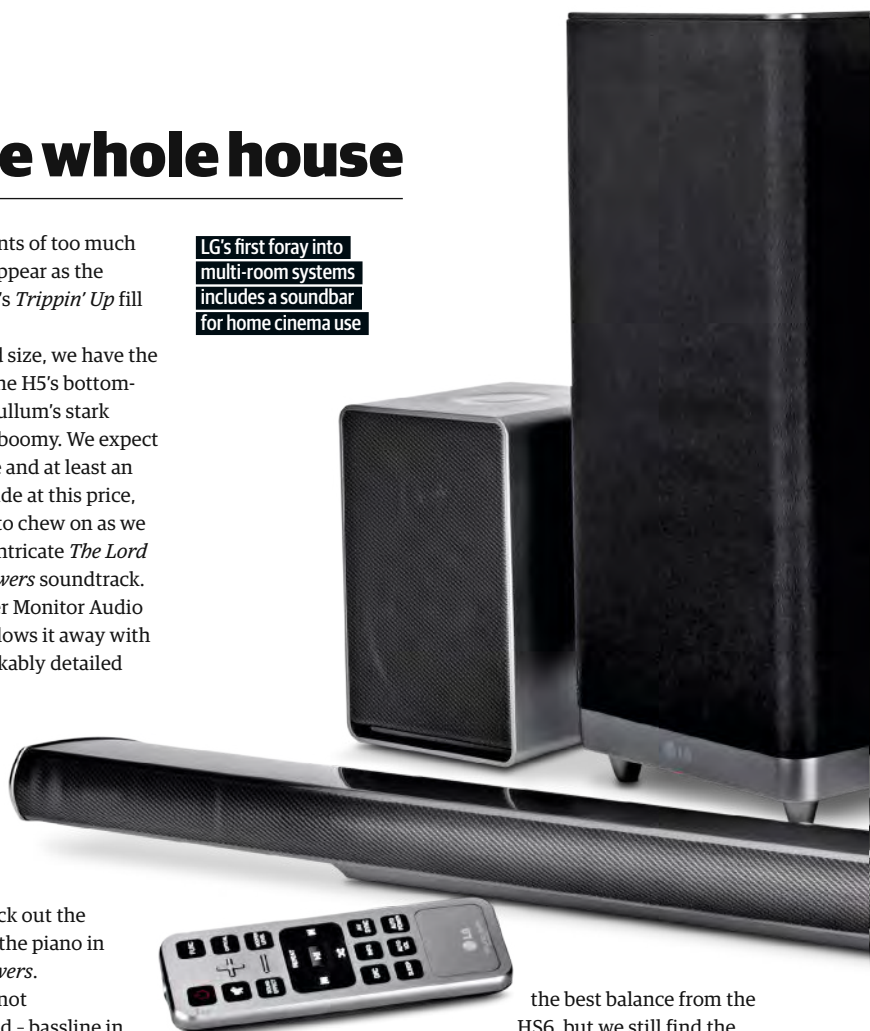 e whole house
nts of too much
ppear as the
's Trippin' Up fill
l size, we have the
ne H5's bottom-
ullum's stark
boomy. We expect
e and at least an
de at this price,
to chew on as we
ntricate The Lord
wers soundtrack.
er Monitor Audio
lows it away with
kably detailed
LG's first foray into
multi-room systems
includes a soundbar
for home cinema use
LG
ck out the
the piano in
wers.
not
d - bassline in
LG
the best balance from the
HS6, but we still find the